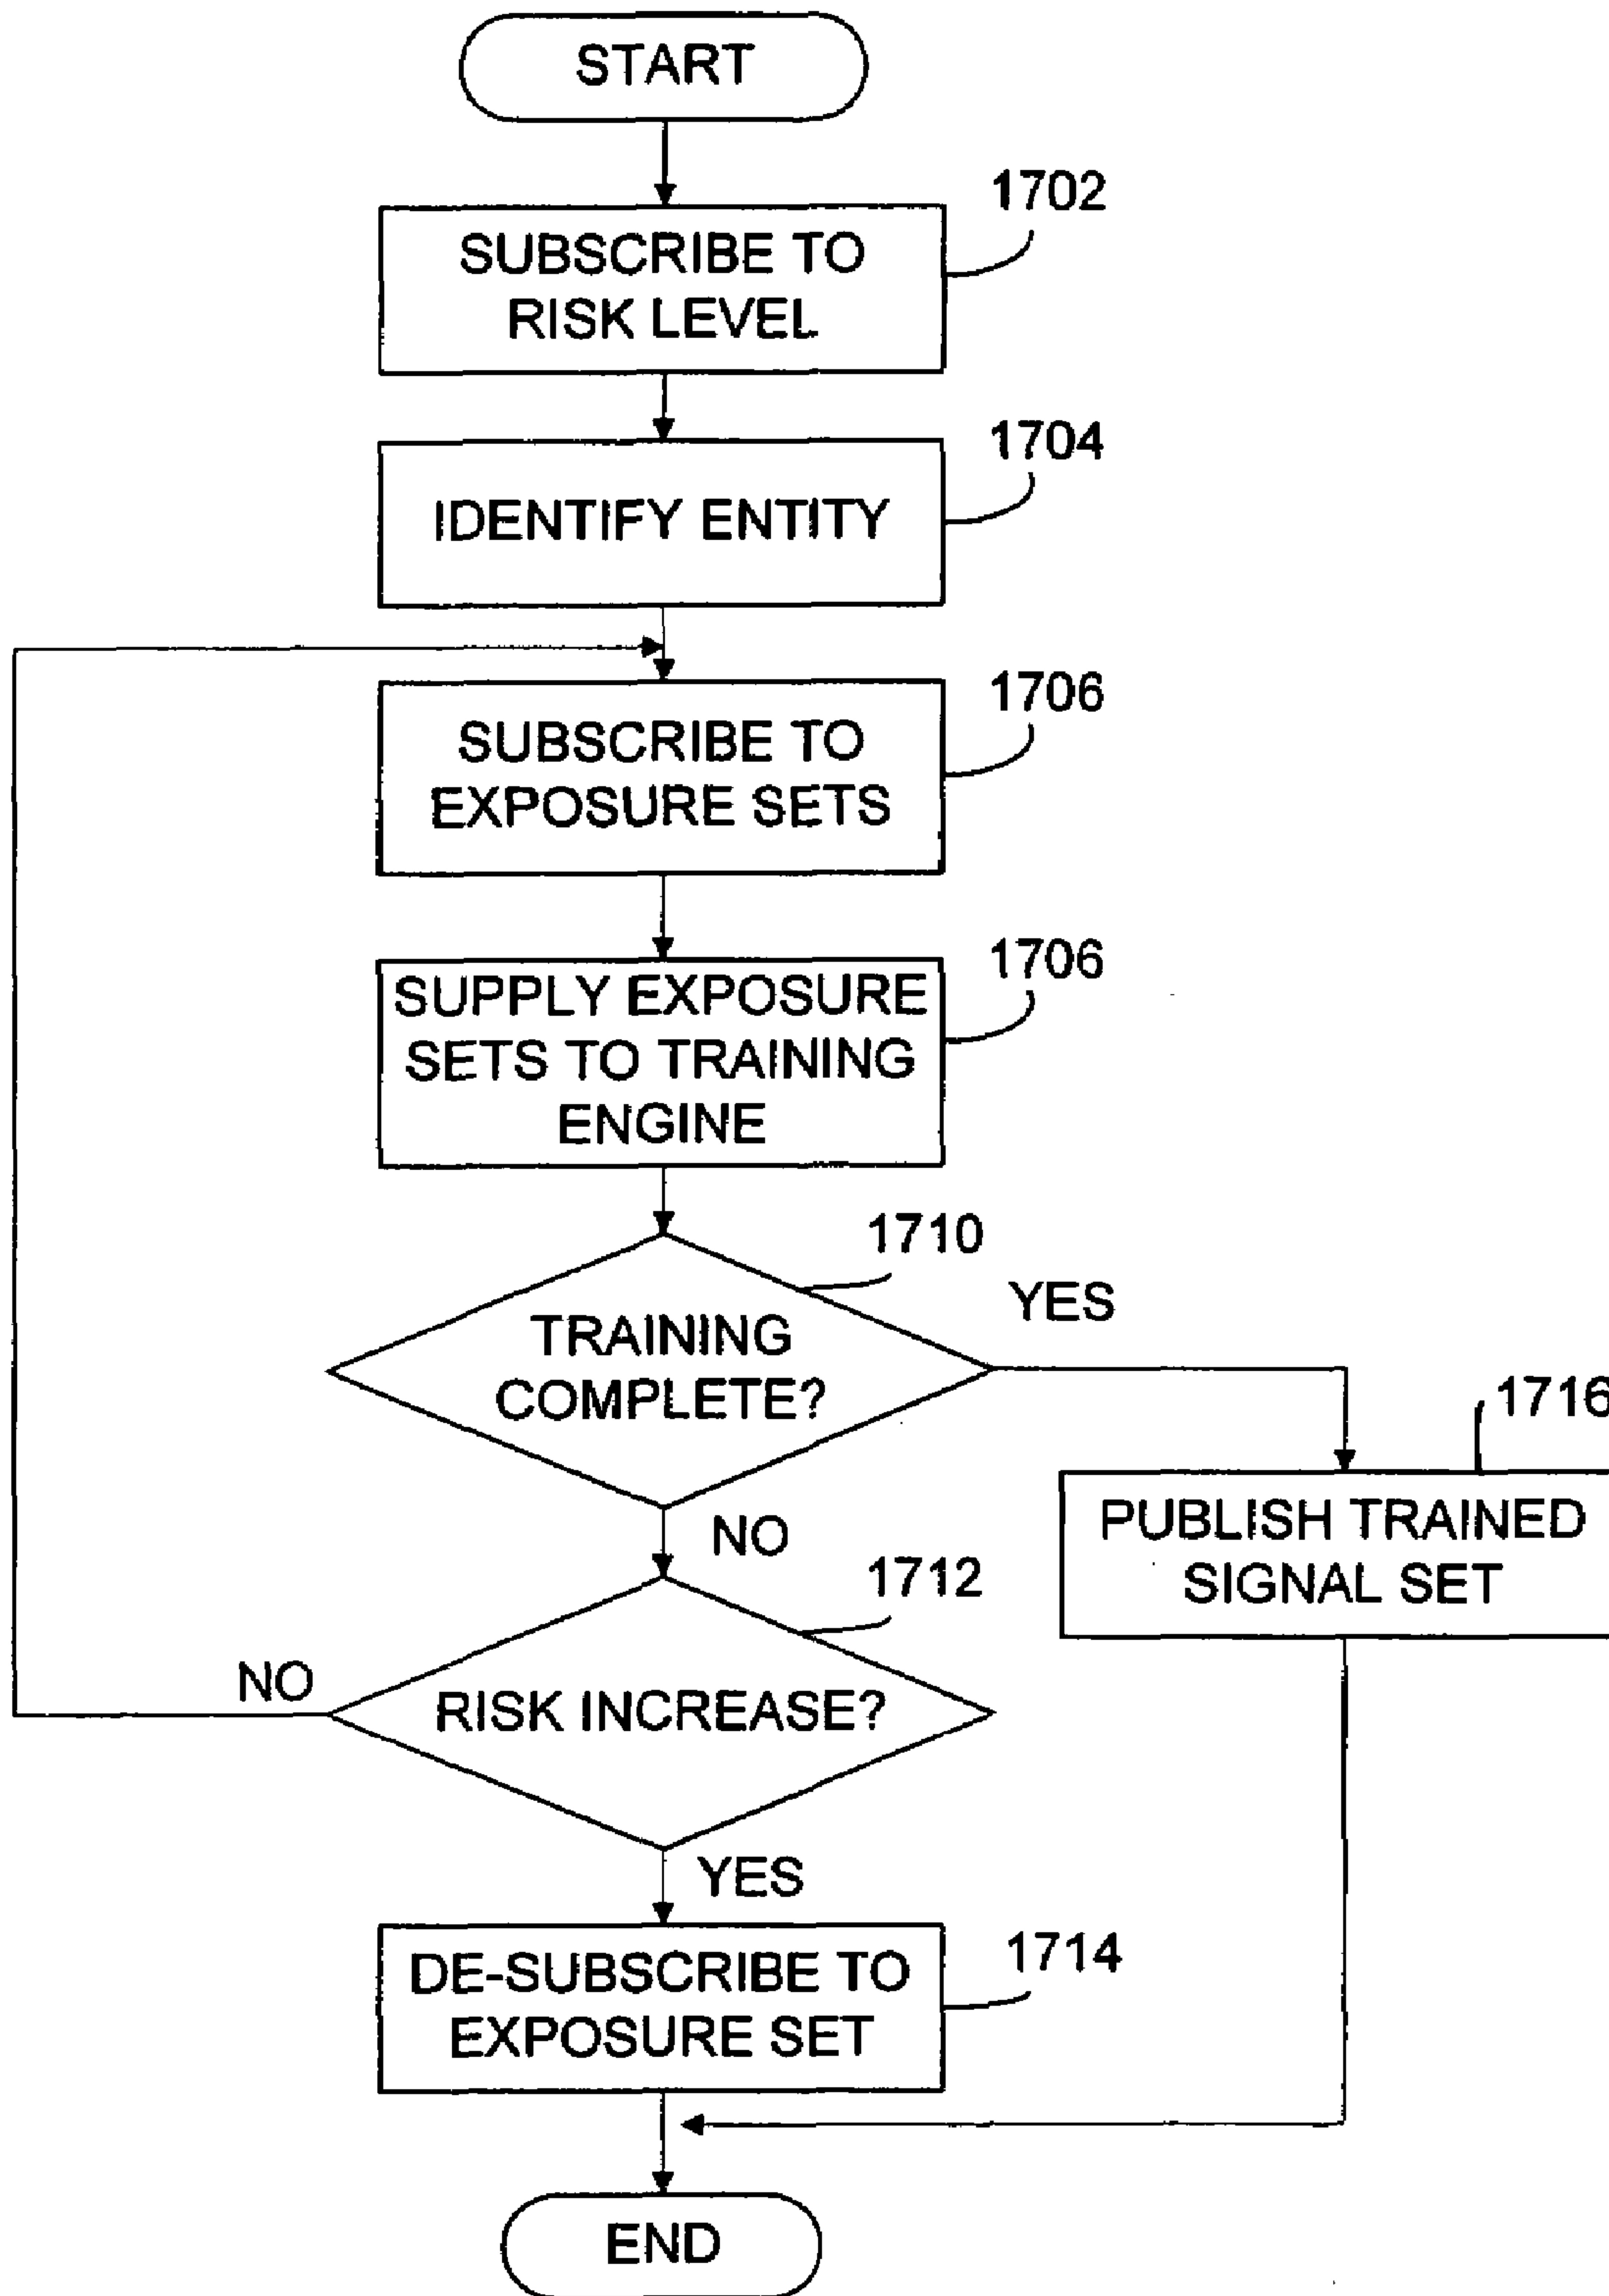 START
1702
SUBSCRIBE TO
RISK LEVEL
1704
IDENTIFY ENTITY
1706
SUBSCRIBE TO
EXPOSURE SETS
1706
SUPPLY EXPOSURE
SETS TO TRAINING
ENGINE
1710
YES
TRAINING
COMPLETE?
1716
PUBLISH TRAINED
SIGNAL SET
NO
1712
NO
RISK INCREASE?
YES
1714
DE-SUBSCRIBE TO
EXPOSURE SET
END